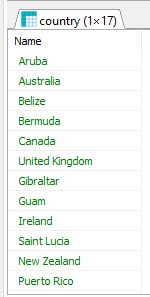 country (1×17)
Name
Aruba
Australia
Belize
Bermuda
Canada
United Kingdom
Gibraltar
Guam
Ireland
Saint Lucia
New Zealand
Puerto Rico